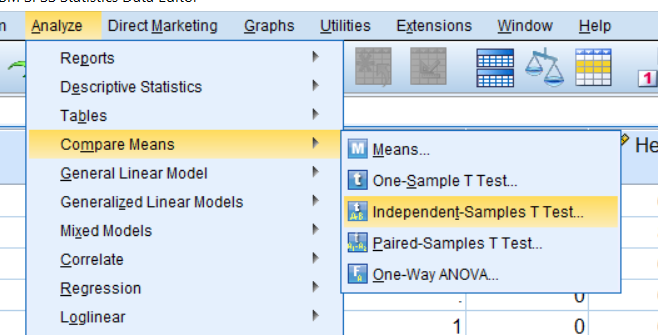 Analyze Direct Marketing Graphs Utilities Extensions Window Help
Reports
Descriptive Statistics
Tables
Compare Means
General Linear Model
Generalized Linear Models
Mixed Models
Correlate
Regression
Loglinear
1
He
M Means...
t One-Sample T Test...
A-B Independent-Samples T Test...
Paired-Samples T Test...
One-Way ANOVA...
. 0
1 0